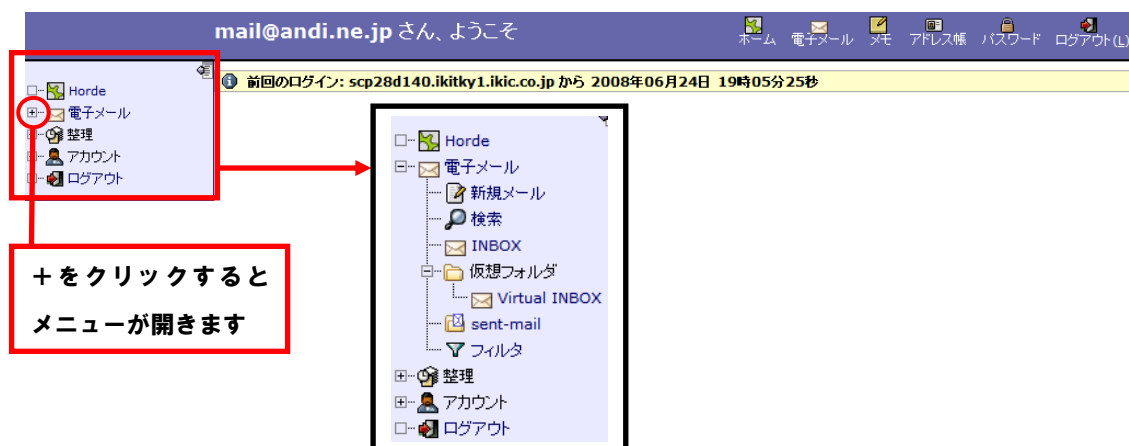 mail@andi.ne.jp さん、ようこそ
ホーム 電子メール メモ アドレス帳 パスワード ログアウト(L)
前回のログイン: scp28d140.ikitky1.ikic.co.jp から 2008年06月24日 19時05分25秒
Horde
電子メール
整理
アカウント
ログアウト
+をクリックすると
メニューが開きます
Horde
電子メール
新規メール
検索
INBOX
仮想フォルダ
Virtual INBOX
sent-mail
フィルタ
整理
アカウント
ログアウト